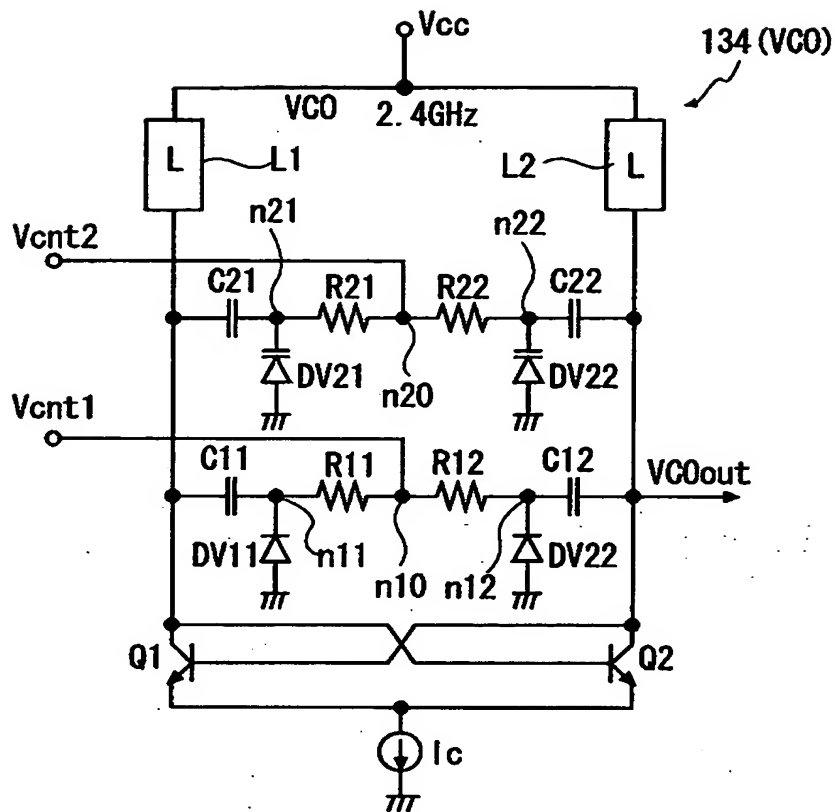 Vcc
134(VCO)
VCO 2.4GHz
L L1 L2 L
n21 n22
Vcnt2
C21 R21 R22 C22
DV21 n20 DV22
Vcnt1
C11 R11 R12 C12 VCOout
DV11 n11 n10 n12 DV22
Q1 Q2
Ic